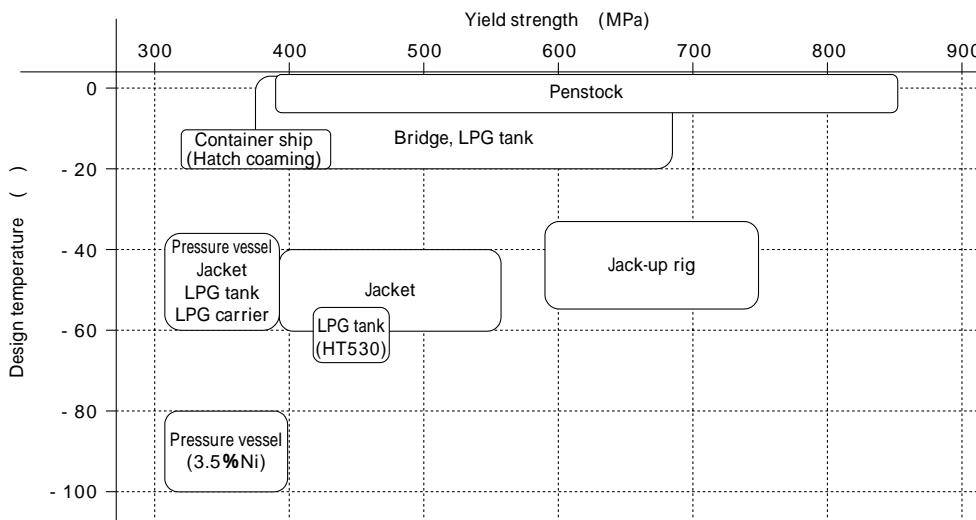 Yield strength (MPa)
300 400 500 600 700 800 900
0
Penstock
Container ship
(Hatch coaming)
Bridge, LPG tank
- 20
Design temperature ( )
- 40
Pressure vessel
Jacket
LPG tank
LPG carrier
Jacket
Jack-up rig
- 60
LPG tank
(HT530)
- 80
Pressure vessel
(3.5%Ni)
- 100